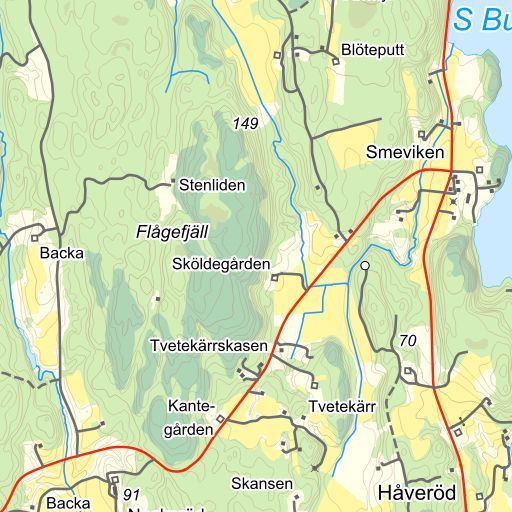 S Bu
Blöteputt
149
Smeviken
Stenliden
Flågefjäll
Backa
Sköldegården
70
Tvetekärrskasen
Kante-
gården
Tvetekärr
Skansen
91
Håveröd
Backa